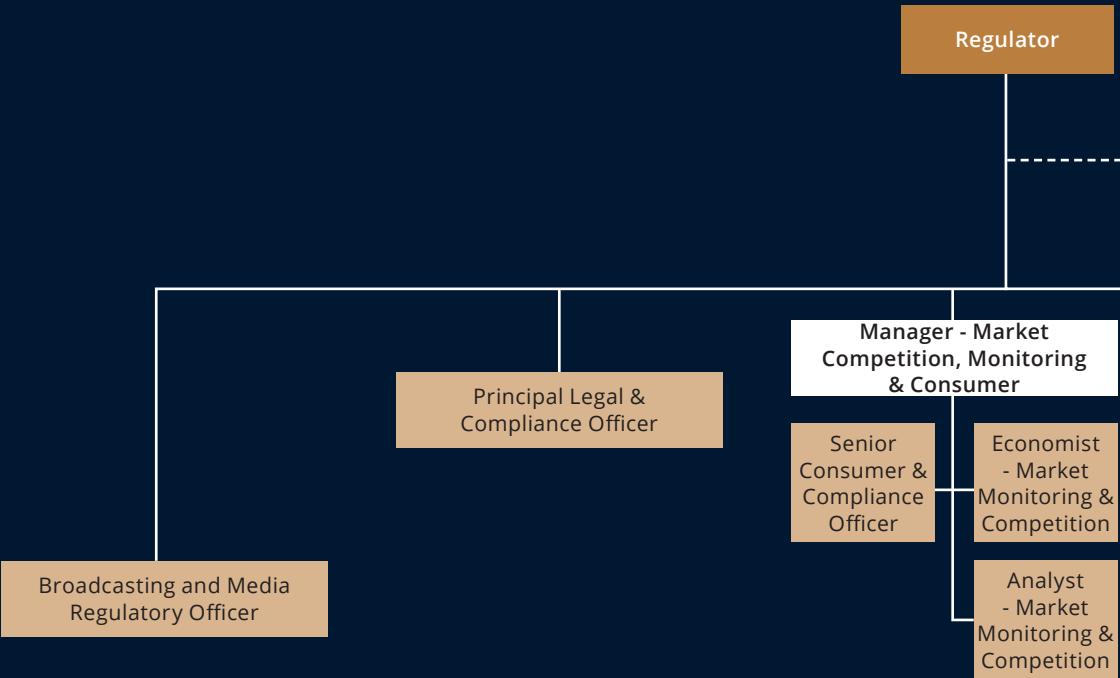 Regulator
Manager - Market
Competition, Monitoring
& Consumer
Principal Legal &
Compliance Officer
Senior
Consumer &
Compliance
Officer
Economist
- Market
Monitoring &
Competition
Broadcasting and Media
Regulatory Officer
Analyst
- Market
Monitoring &
Competition